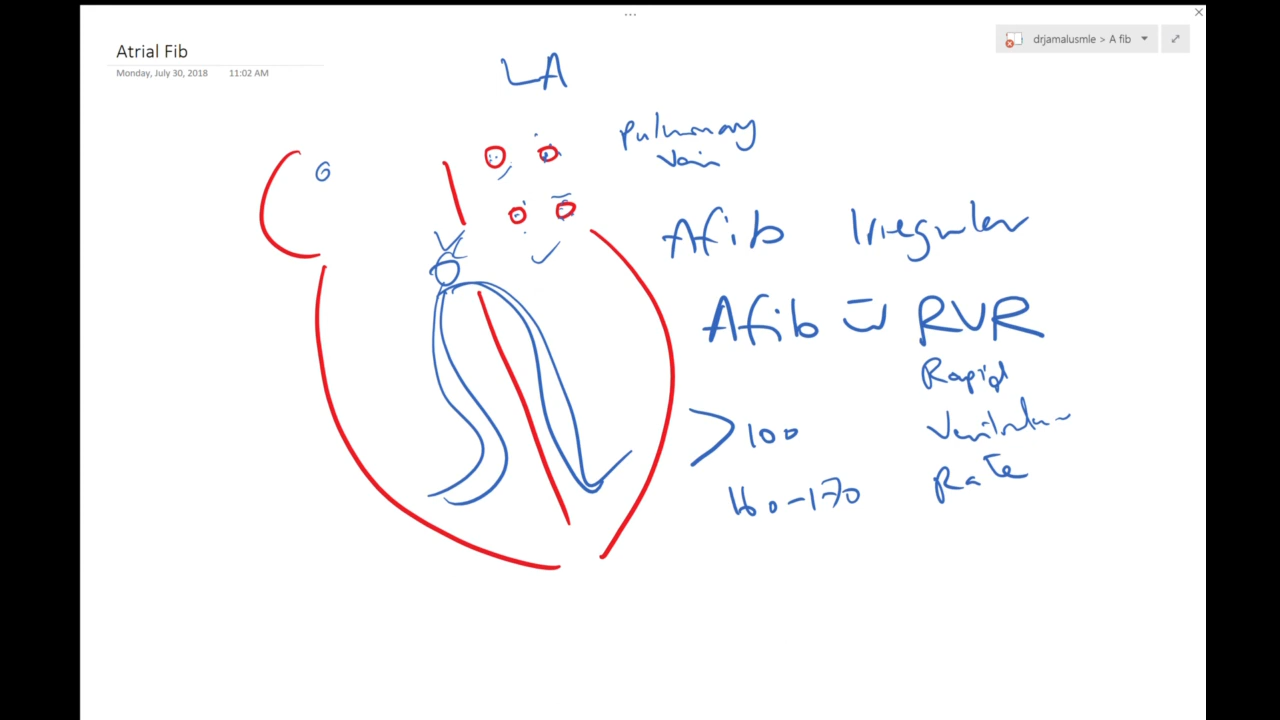 Atrial Fib
Monday, July 30, 2018 11:02 AM
drjamalusmle > A fib
LA
pulmonary
vein
Afib Irregular
Afib c̄ RVR
Rapid
Ventricular
Rate
>100
160-170